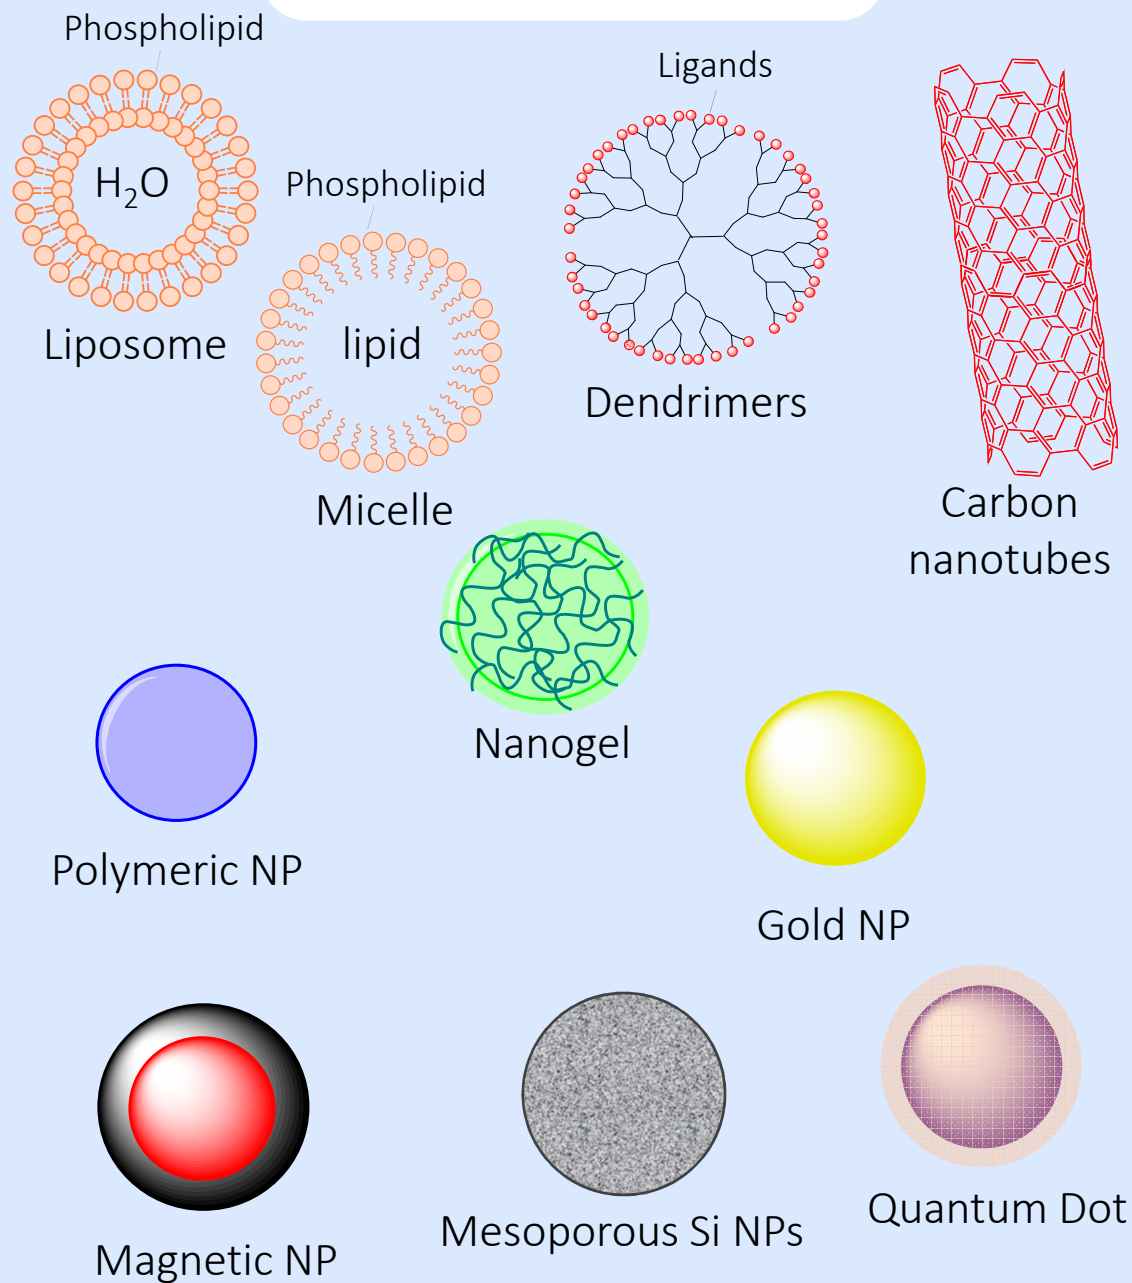 Phospholipid
Ligands
H₂O
Phospholipid
Liposome
lipid
Dendrimers
Micelle
Carbon
nanotubes
Nanogel
Polymeric NP
Gold NP
Quantum Dot
Mesoporous Si NPs
Magnetic NP